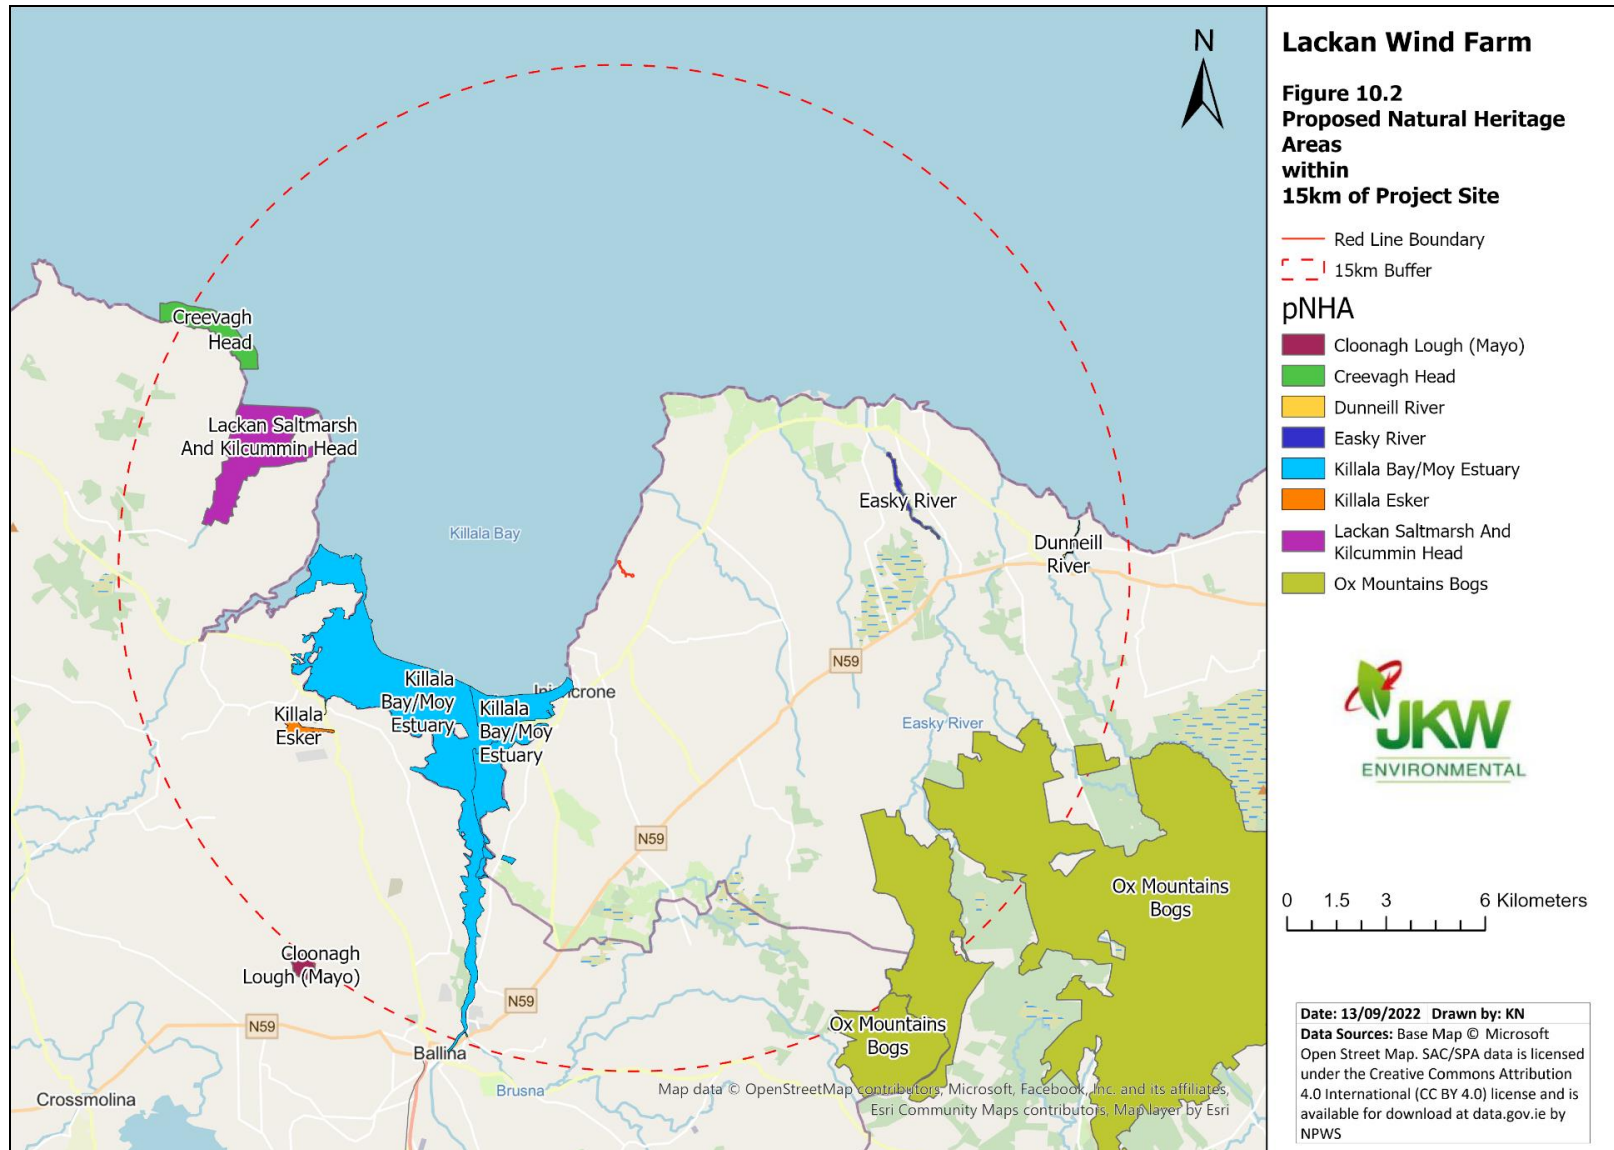 N
Creevagh
Head
Lackan Saltmarsh
And Kilcummin Head
Killala Bay
Easky River
Dunneill
River
N59
Killala
Bay/Moy
Estuary
Killala
Bay/Moy
Estuary
Killala
Esker
Easky River
N59
Cloonagh
Lough (Mayo)
N59
N59
Ox Mountains
Bogs
Ox Mountains
Bogs
Ballina
Brusna
Crossmolina
Map data © OpenStreetMap contributors, Microsoft, Facebook, Inc. and its affiliates,
Esri Community Maps contributors, Map layer by Esri
Lackan Wind Farm
Figure 10.2
Proposed Natural Heritage
Areas
within
15km of Project Site
Red Line Boundary
15km Buffer
pNHA
Cloonagh Lough (Mayo)
Creevagh Head
Dunneill River
Easky River
Killala Bay/Moy Estuary
Killala Esker
Lackan Saltmarsh And
Kilcummin Head
Ox Mountains Bogs
JKW
ENVIRONMENTAL
0 1.5 3 6 Kilometers
Date: 13/09/2022 Drawn by: KN
Data Sources: Base Map © Microsoft
Open Street Map. SAC/SPA data is licensed
under the Creative Commons Attribution
4.0 International (CC BY 4.0) license and is
available for download at data.gov.ie by
NPWS